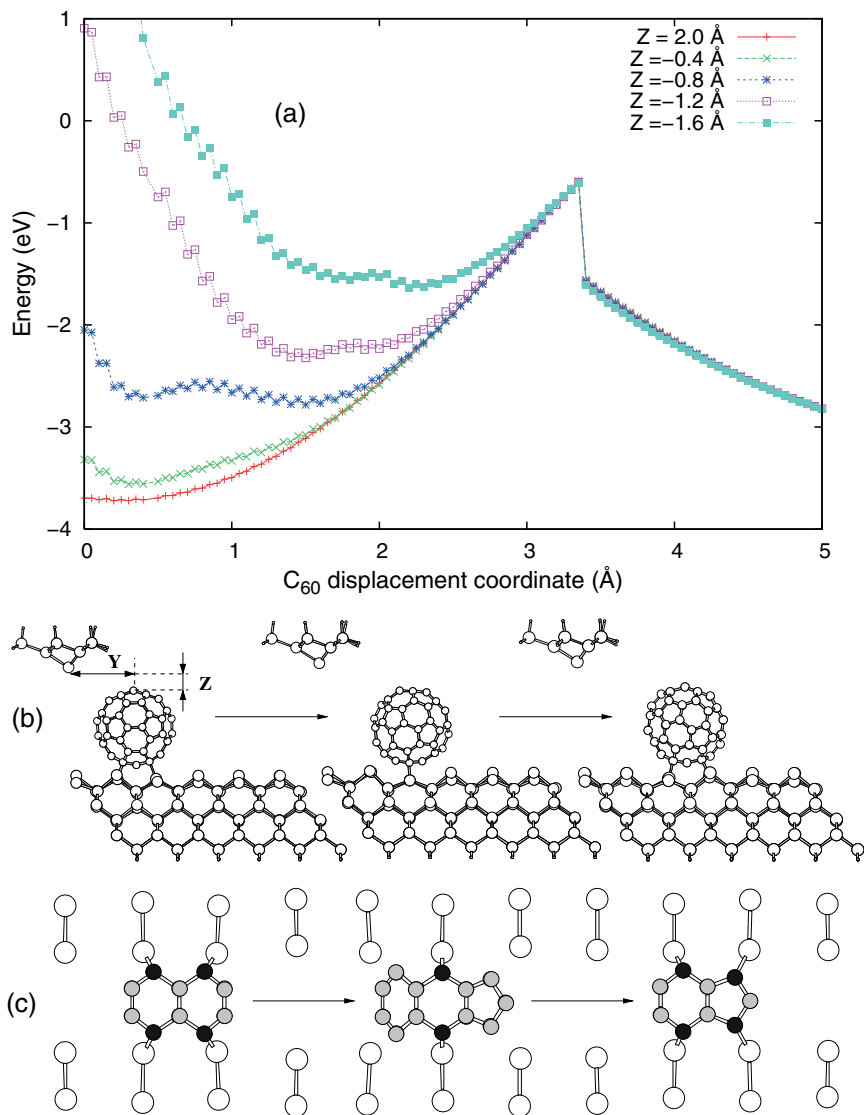 1
0
−1
−2
−3
−4
Energy (eV)
0
1
2
3
4
5
C60 displacement coordinate (Å)
(a)
Z = 2.0 Å
Z =−0.4 Å
Z =−0.8 Å
Z =−1.2 Å
Z =−1.6 Å
Y
Z
(b)
(c)